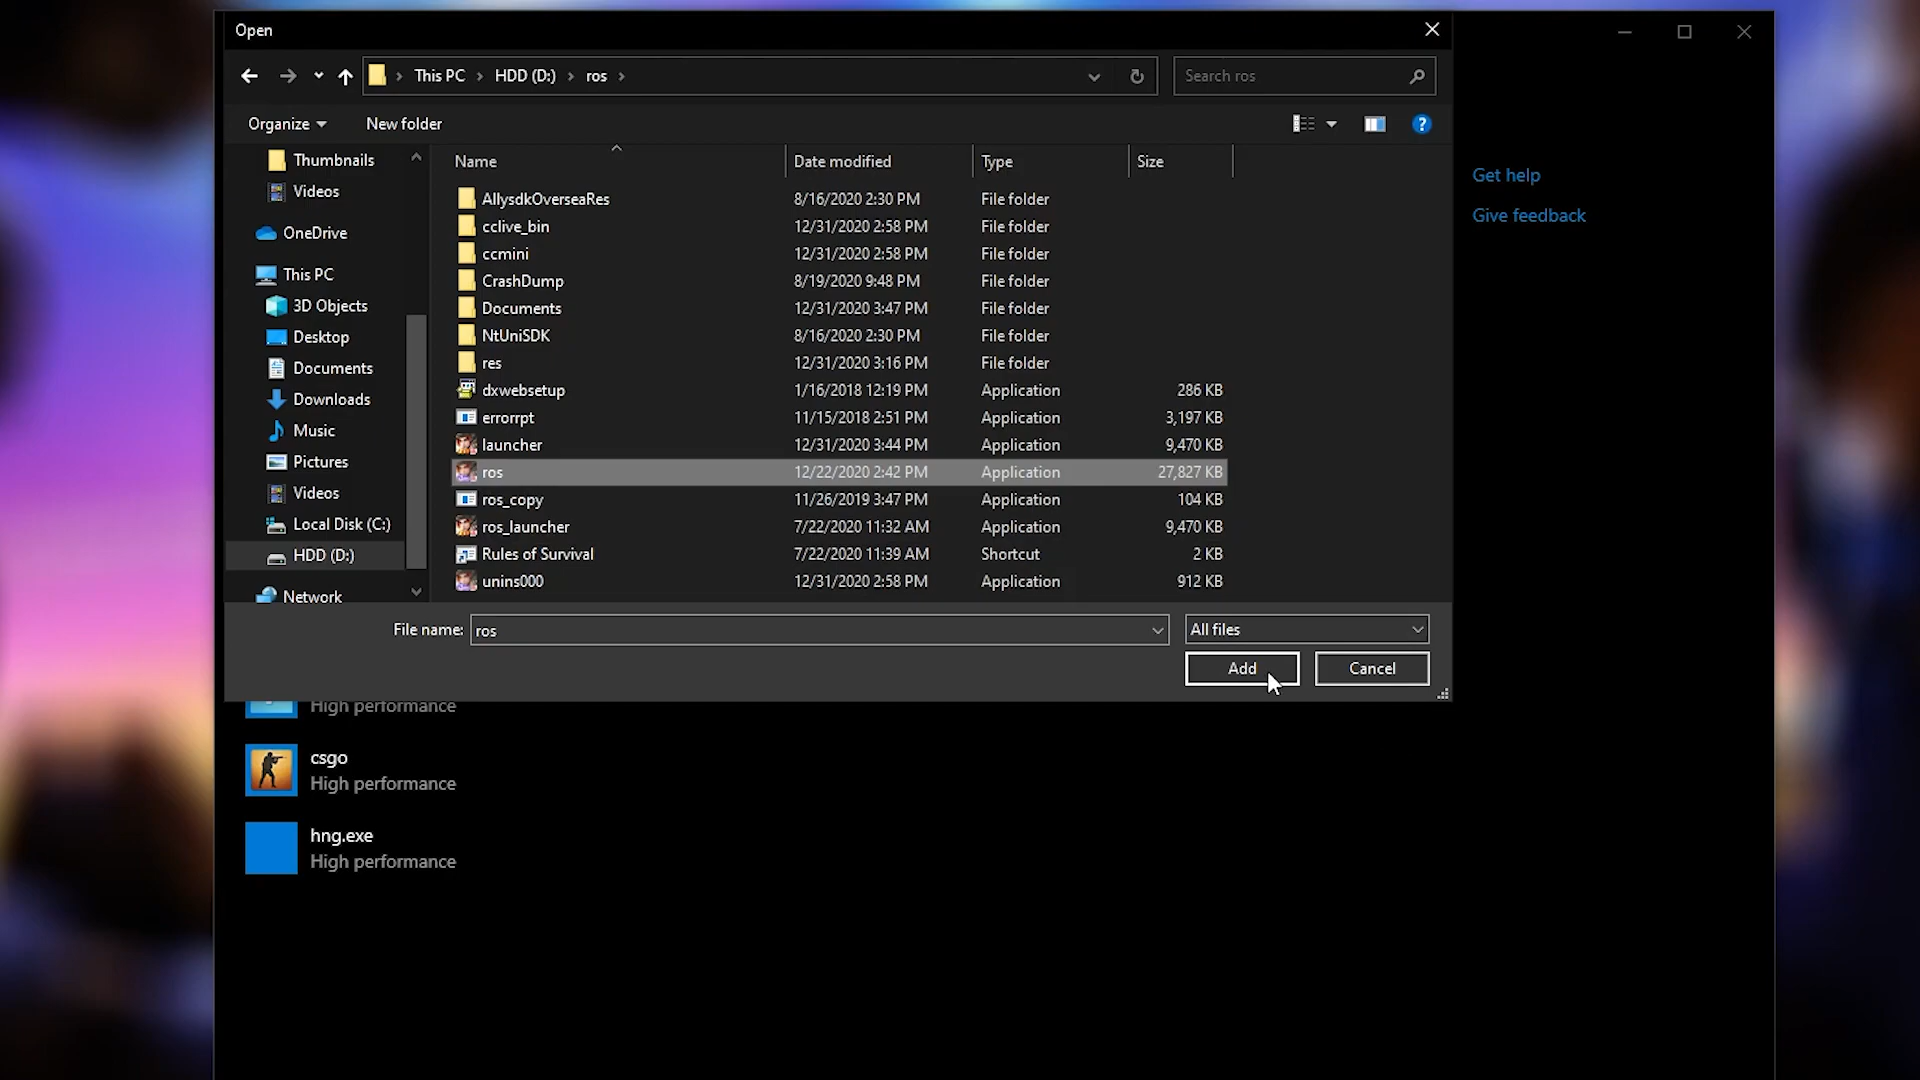 Open
This PC > HDD (D:) > ros >
Search ros
Organize
New folder
Name Date modified Type Size
Thumbnails
Videos
OneDrive
This PC
3D Objects
Desktop
Documents
Downloads
Music
Pictures
Videos
Local Disk (C:)
HDD (D:)
Network
AllysdkOverseaRes 8/16/2020 2:30 PM File folder
cclive_bin 12/31/2020 2:58 PM File folder
ccmini 12/31/2020 2:58 PM File folder
CrashDump 8/19/2020 9:48 PM File folder
Documents 12/31/2020 3:47 PM File folder
NtUniSDK 8/16/2020 2:30 PM File folder
res 12/31/2020 3:16 PM File folder
dxwebsetup 1/16/2018 12:19 PM Application 286 KB
errorrpt 11/15/2018 2:51 PM Application 3,197 KB
launcher 12/31/2020 3:44 PM Application 9,470 KB
ros 12/22/2020 2:42 PM Application 27,827 KB
ros_copy 11/26/2019 3:47 PM Application 104 KB
ros_launcher 7/22/2020 11:32 AM Application 9,470 KB
Rules of Survival 7/22/2020 11:39 AM Shortcut 2 KB
unins000 12/31/2020 2:58 PM Application 912 KB
File name: ros
All files
Add
Cancel
Get help
Give feedback
High performance
csgo
High performance
hng.exe
High performance